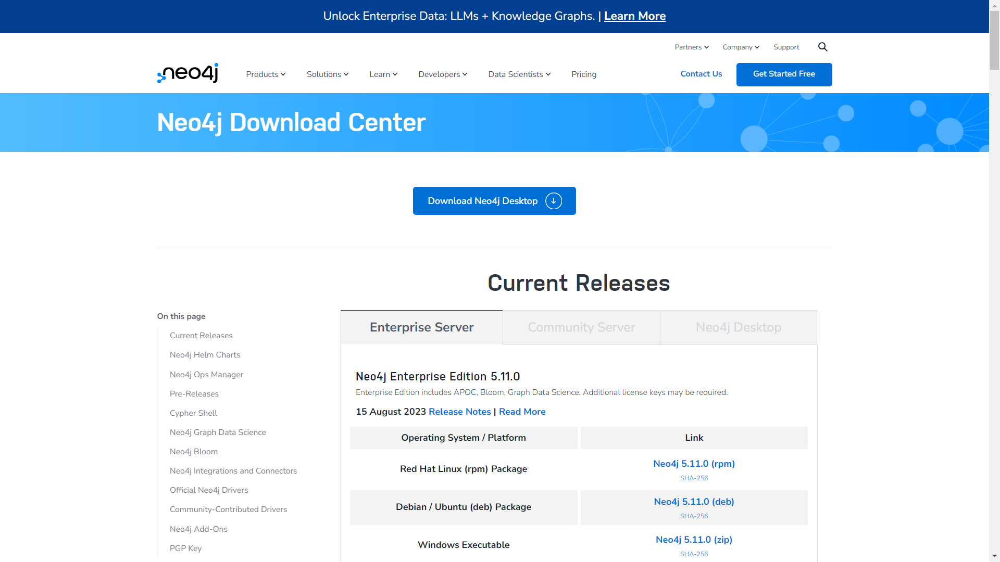 Unlock Enterprise Data: LLMs + Knowledge Graphs. | Learn More
Partners Company Support
neo4j Products Solutions Learn Developers Data Scientists Pricing Contact Us Get Started Free
Neo4j Download Center
Download Neo4j Desktop
Current Releases
On this page
Current Releases
Neo4j Helm Charts
Neo4j Ops Manager
Pre-Releases
Cypher Shell
Neo4j Graph Data Science
Neo4j Bloom
Neo4j Integrations and Connectors
Official Neo4j Drivers
Community-Contributed Drivers
Neo4j Add-Ons
PGP Key
Enterprise Server Community Server Neo4j Desktop
Neo4j Enterprise Edition 5.11.0
Enterprise Edition includes APOC, Bloom, Graph Data Science. Additional license keys may be required.
15 August 2023 Release Notes | Read More
Operating System / Platform Link
Red Hat Linux (rpm) Package Neo4j 5.11.0 (rpm)
SHA-256
Debian / Ubuntu (deb) Package Neo4j 5.11.0 (deb)
SHA-256
Windows Executable Neo4j 5.11.0 (zip)
SHA-256